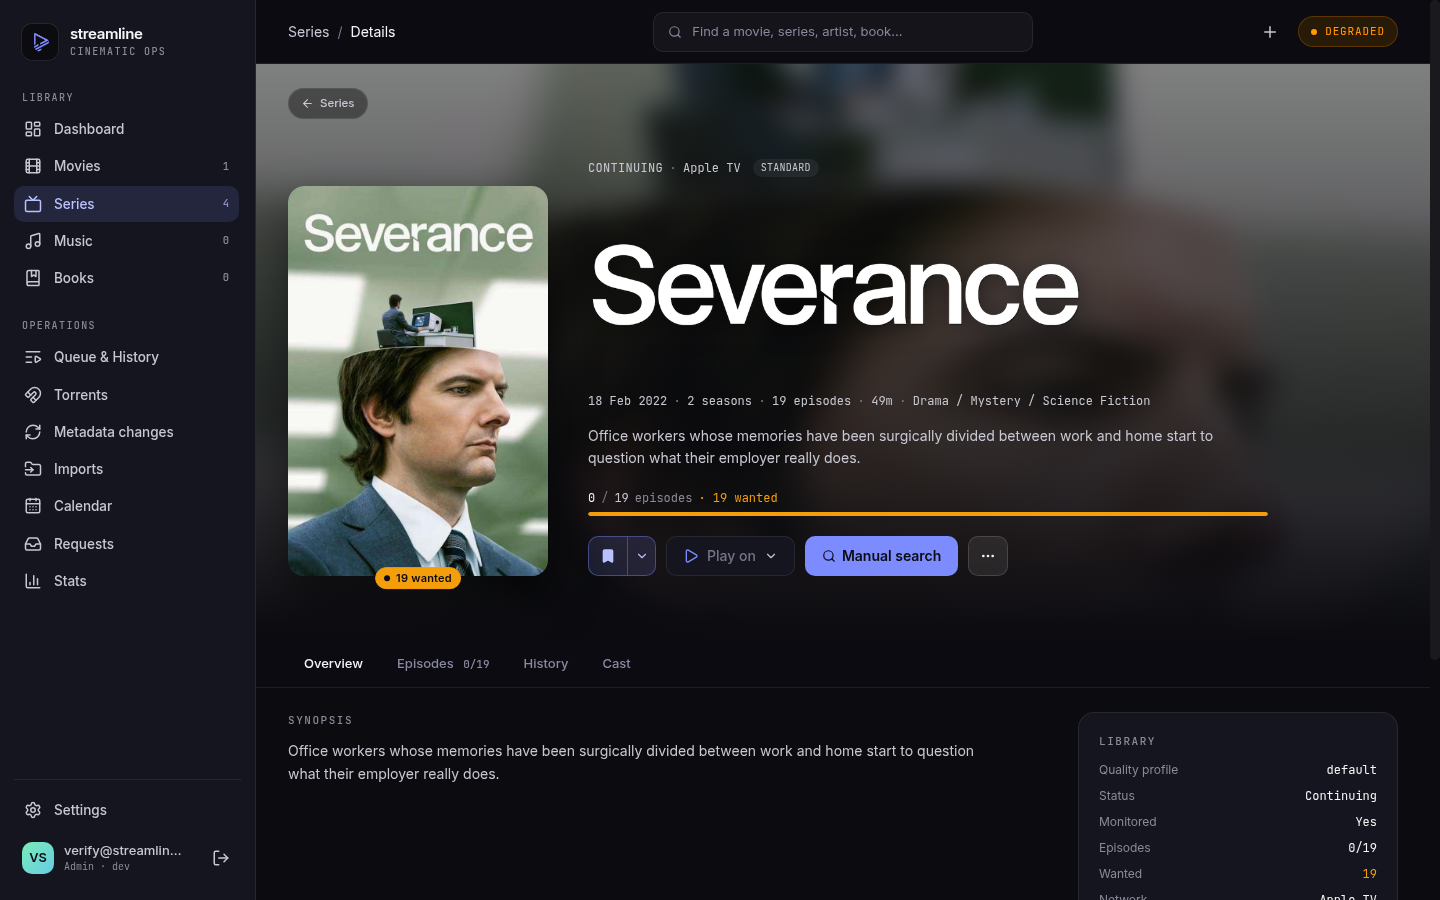 streamline
CINEMATIC OPS
LIBRARY
Dashboard
Movies 1
Series 4
Music 0
Books 0
OPERATIONS
Queue & History
Torrents
Metadata changes
Imports
Calendar
Requests
Stats
Settings
VS
verify@streamlin...
Admin · dev
Series / Details
Find a movie, series, artist, book...
DEGRADED
Series
Severance
19 wanted
CONTINUING · Apple TV STANDARD
Severance
18 Feb 2022 · 2 seasons · 19 episodes · 49m · Drama / Mystery / Science Fiction
Office workers whose memories have been surgically divided between work and home start to
question what their employer really does.
0 / 19 episodes · 19 wanted
Play on
Manual search
Overview
Episodes 0/19
History
Cast
SYNOPSIS
Office workers whose memories have been surgically divided between work and home start to question
what their employer really does.
LIBRARY
Quality profile default
Status Continuing
Monitored Yes
Episodes 0/19
Wanted 19
Network Apple TV